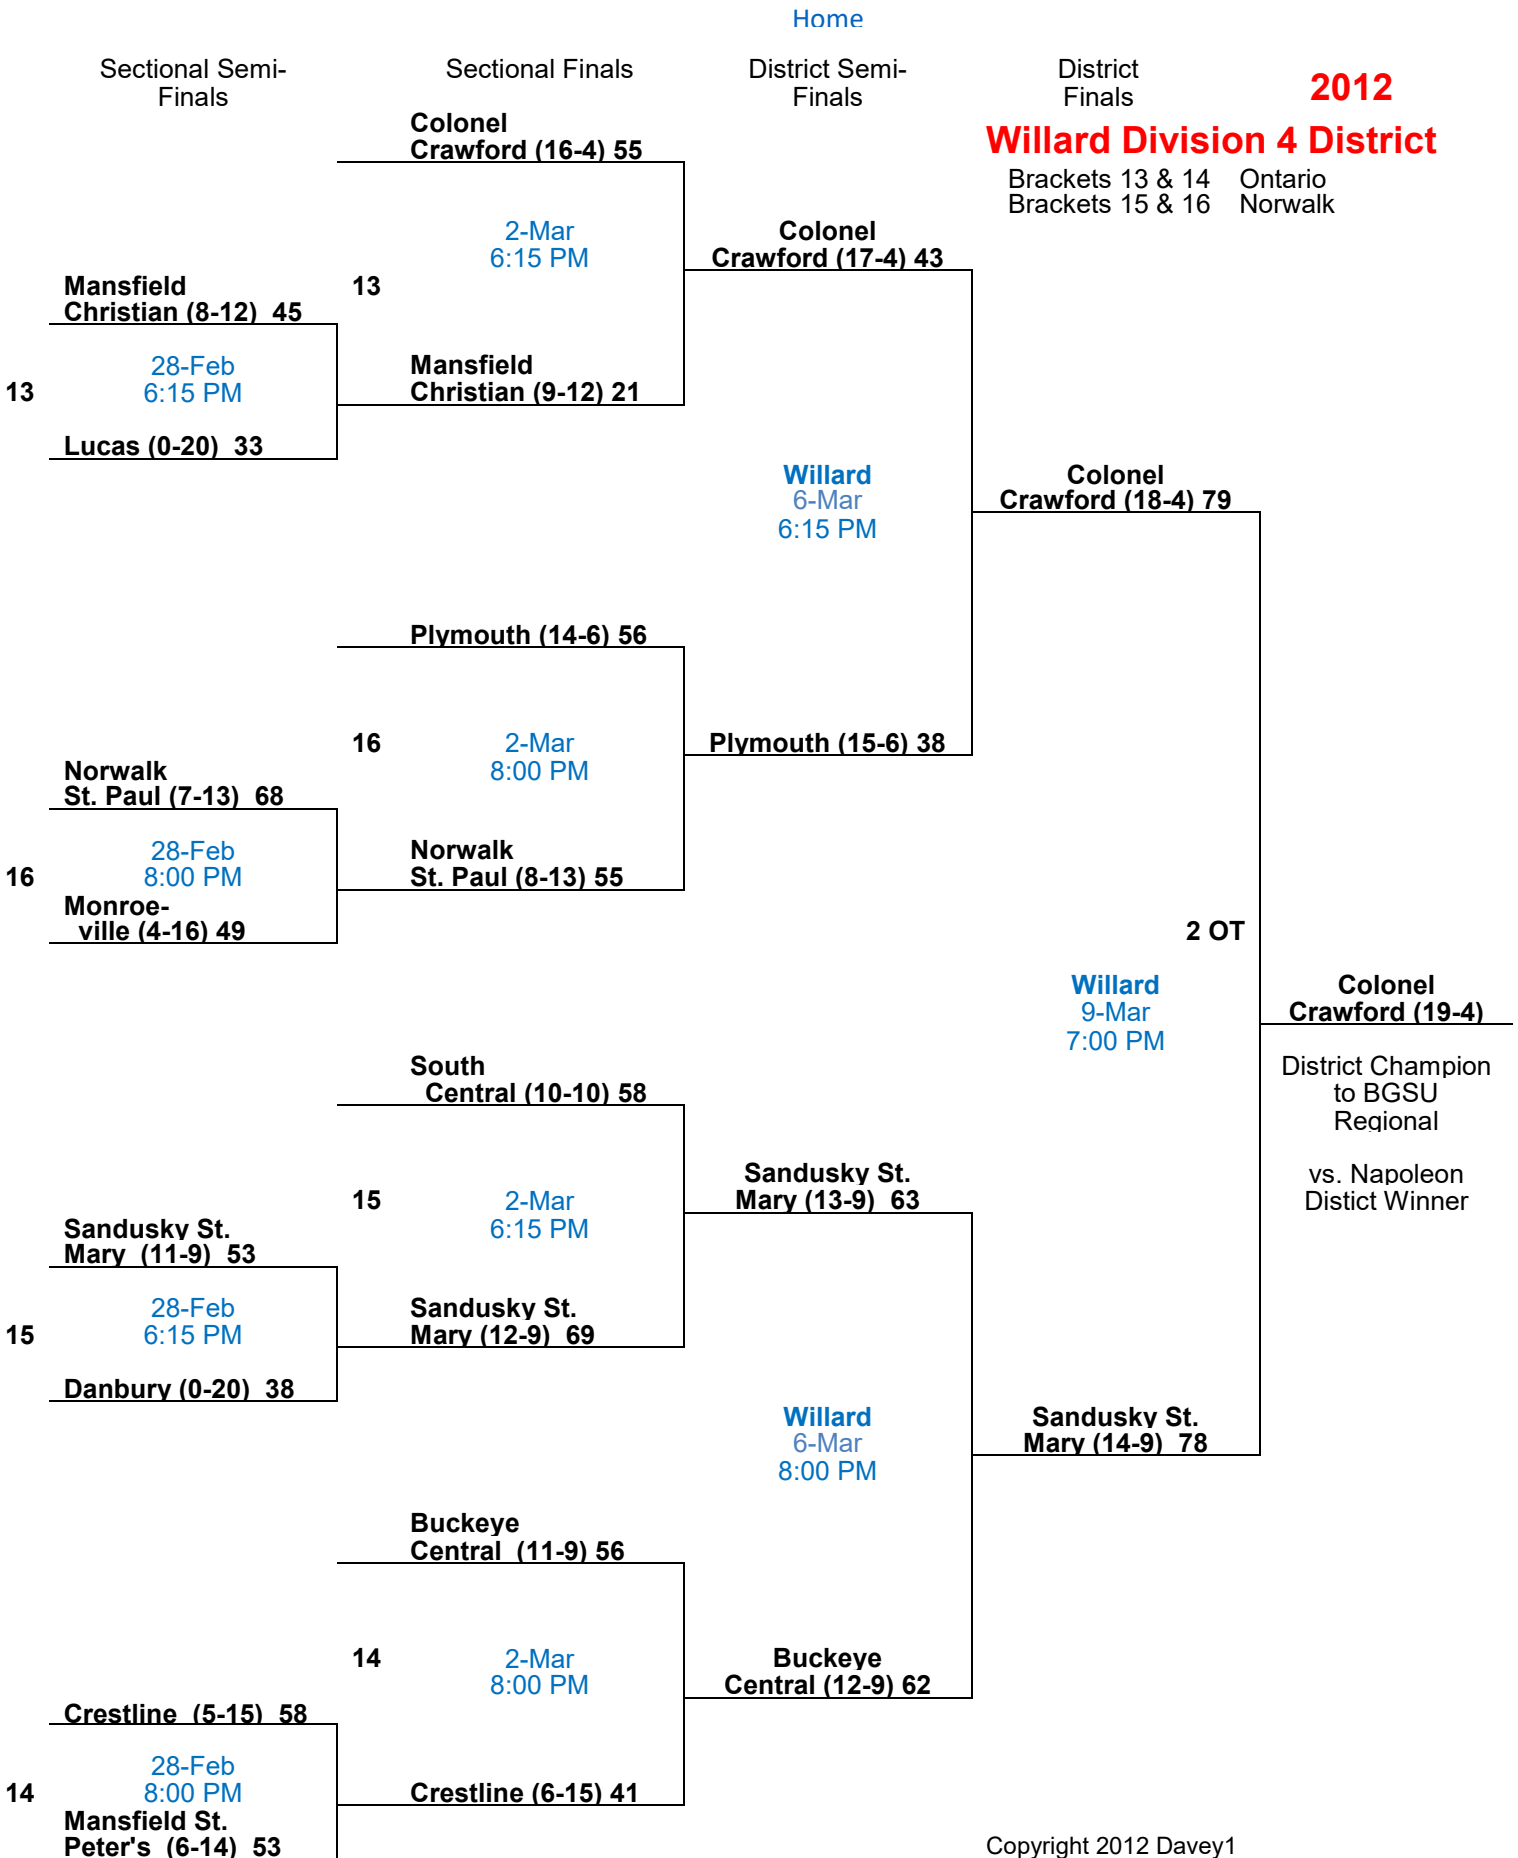 Home
Sectional Semi-
Finals
Sectional Finals
District Semi-
Finals
District
Finals
2012
Willard Division 4 District
Brackets 13 & 14 Ontario
Brackets 15 & 16 Norwalk
Colonel
Crawford (16-4) 55
2-Mar
6:15 PM
13
Colonel
Crawford (17-4) 43
Mansfield
Christian (8-12) 45
28-Feb
6:15 PM
13
Lucas (0-20) 33
Mansfield
Christian (9-12) 21
Willard
6-Mar
6:15 PM
Colonel
Crawford (18-4) 79
Plymouth (14-6) 56
16
2-Mar
8:00 PM
Plymouth (15-6) 38
Norwalk
St. Paul (7-13) 68
28-Feb
8:00 PM
16
Monroe-
ville (4-16) 49
Norwalk
St. Paul (8-13) 55
2 OT
Willard
9-Mar
7:00 PM
Colonel
Crawford (19-4)
District Champion
to BGSU
Regional
vs. Napoleon
Distict Winner
South
Central (10-10) 58
15
2-Mar
6:15 PM
Sandusky St.
Mary (13-9) 63
Sandusky St.
Mary (11-9) 53
28-Feb
6:15 PM
15
Danbury (0-20) 38
Sandusky St.
Mary (12-9) 69
Willard
6-Mar
8:00 PM
Sandusky St.
Mary (14-9) 78
Buckeye
Central (11-9) 56
14
2-Mar
8:00 PM
Buckeye
Central (12-9) 62
Crestline (5-15) 58
28-Feb
8:00 PM
14
Mansfield St.
Peter's (6-14) 53
Crestline (6-15) 41
Copyright 2012 Davey1